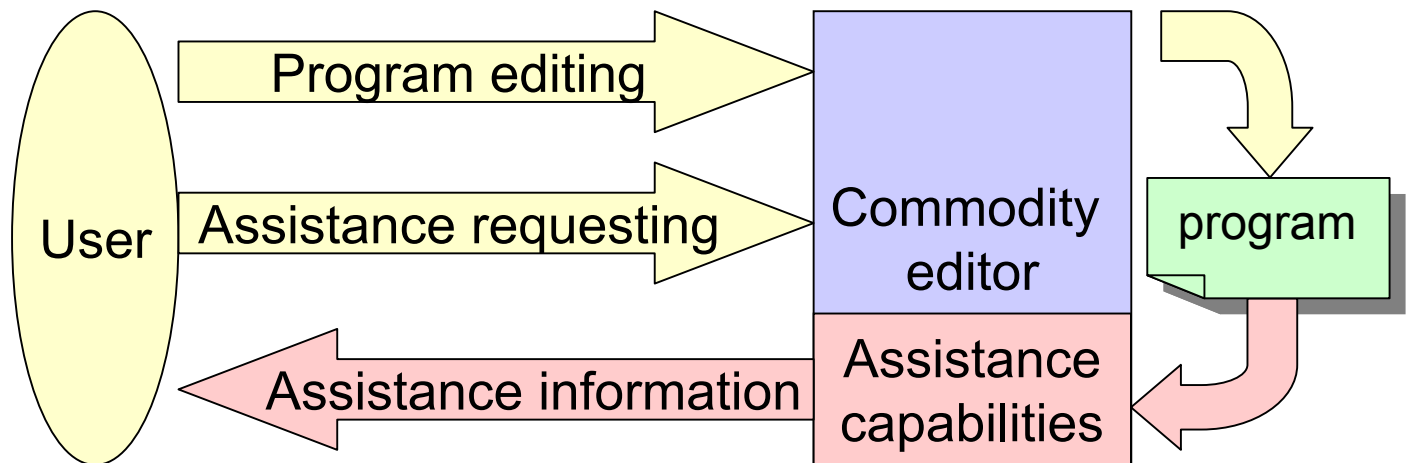 Program editing
User
Assistance requesting
Commodity
editor
program
Assistance information
Assistance
capabilities